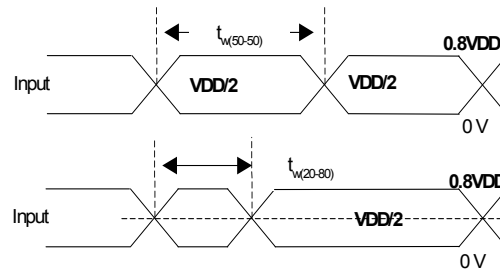 t_w(50-50)
0.8VDD
Input VDD/2 VDD/2
0 V
t_w(20-80)
0.8VDD
Input VDD/2
0 V